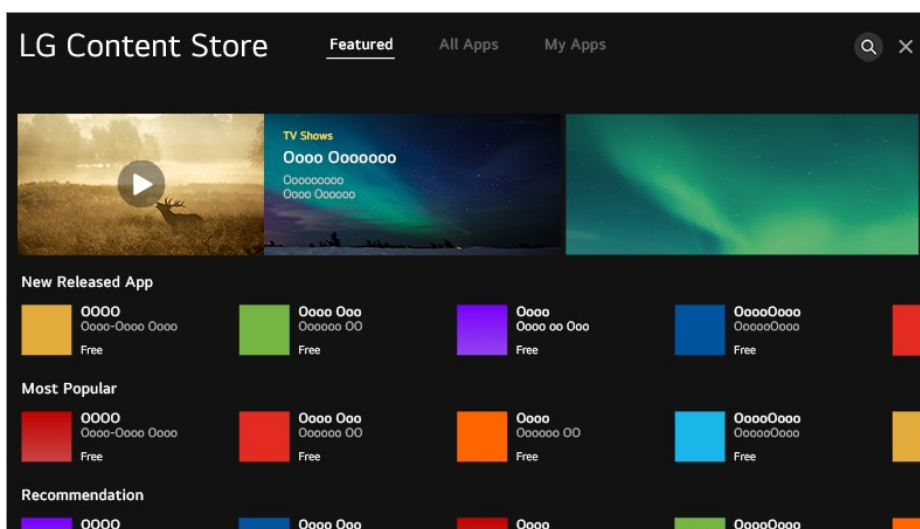 LG Content Store
Featured
All Apps
My Apps
TV Shows
Oooo Ooooooo
Ooooooooo
Oooo Oooooo
New Released App
OOOO
Oooo-Oooo Oooo
Free
Oooo Ooo
Oooooo OO
Free
Oooo
Oooo oo Ooo
Free
OoooOooo
OooooOooo
Free
Most Popular
OOOO
Oooo-Oooo Oooo
Free
Oooo Ooo
Oooooo OO
Free
Oooo
Oooooo OO
Free
OoooOooo
OooooOooo
Free
Recommendation
OOOO
Oooo Ooo
Oooo
OoooOooo